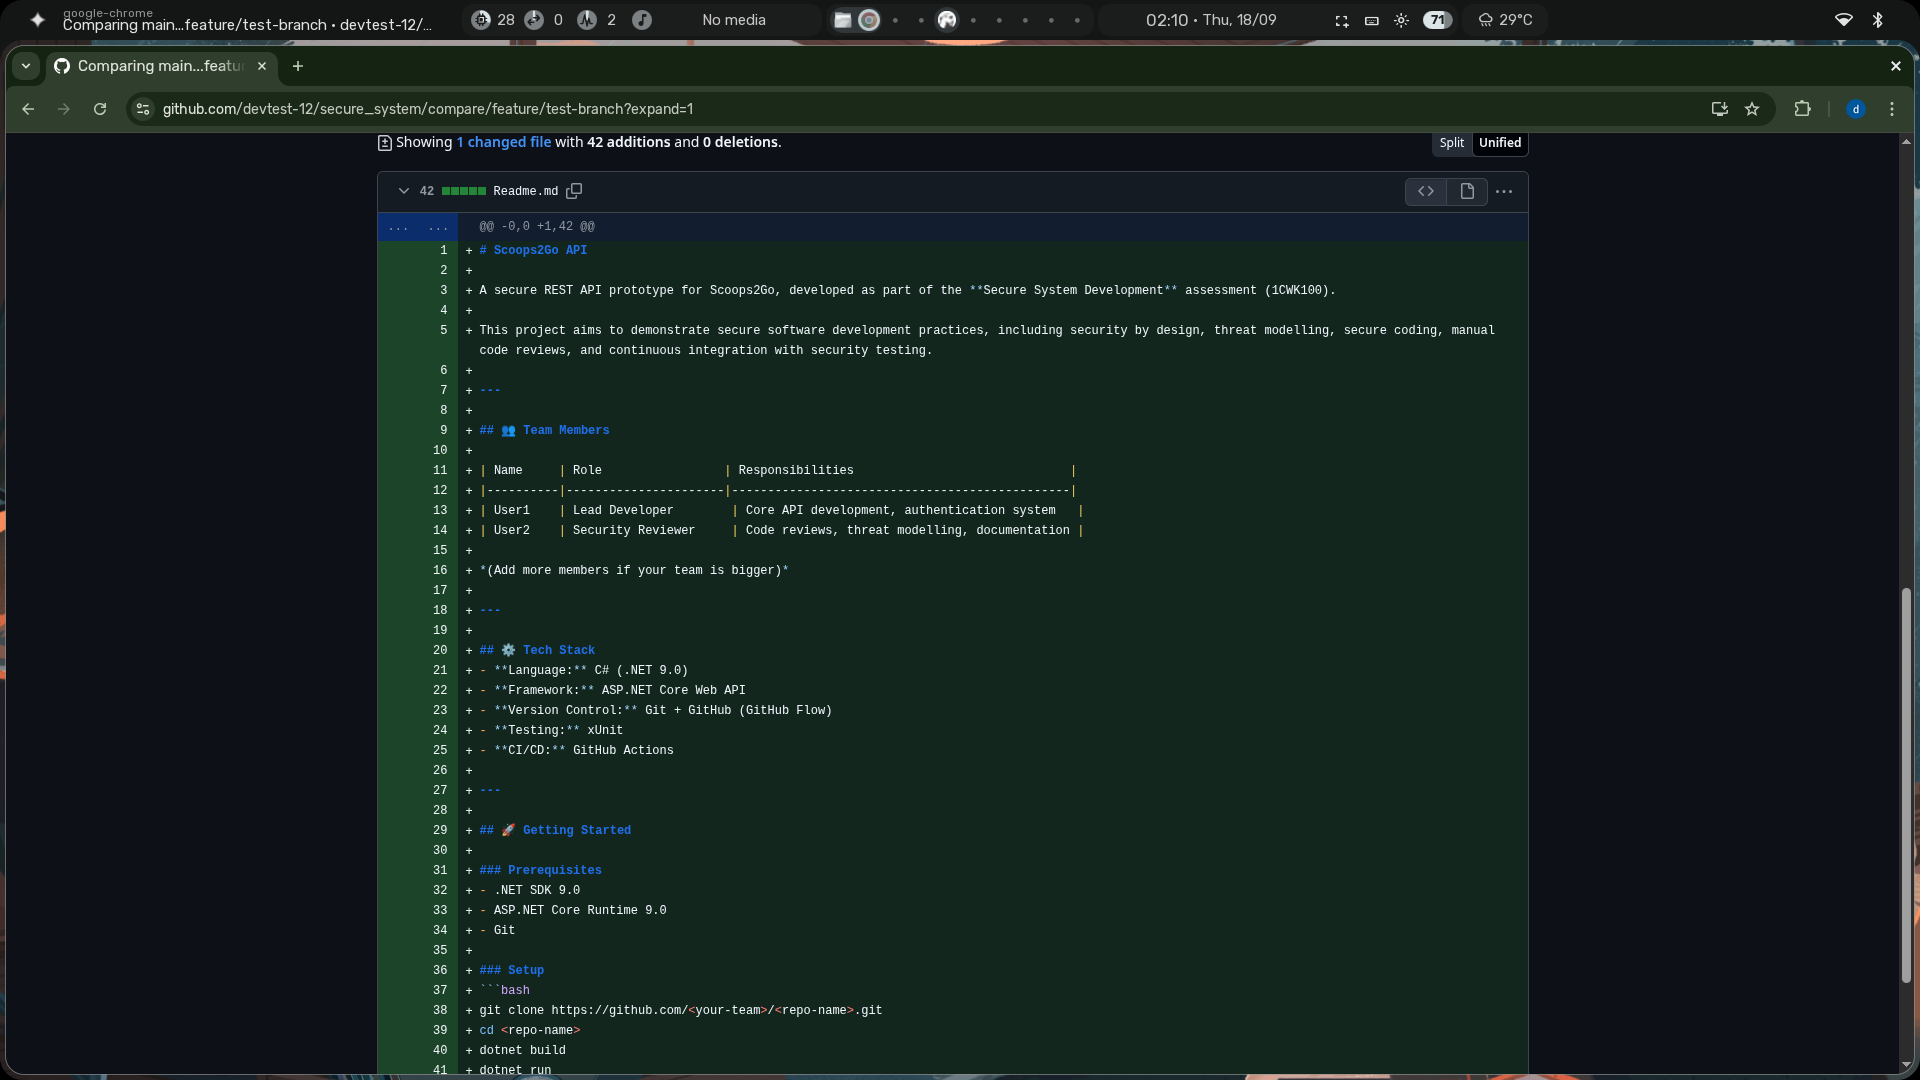 google-chrome
Comparing main...feature/test-branch • devtest-12/...
28 0 2 No media 02:10 • Thu, 18/09 71 29°C
Comparing main...featu
github.com/devtest-12/secure_system/compare/feature/test-branch?expand=1
d
Showing 1 changed file with 42 additions and 0 deletions.
Split Unified
42 Readme.md
... ... @@ -0,0 +1,42 @@
1 + # Scoops2Go API
2 +
3 + A secure REST API prototype for Scoops2Go, developed as part of the **Secure System Development** assessment (1CWK100).
4 +
5 + This project aims to demonstrate secure software development practices, including security by design, threat modelling, secure coding, manual
code reviews, and continuous integration with security testing.
6 +
7 + ---
8 +
9 + ## 👥 Team Members
10 +
11 + | Name     | Role                 | Responsibilities                              |
12 + |----------|----------------------|-----------------------------------------------|
13 + | User1    | Lead Developer        | Core API development, authentication system   |
14 + | User2    | Security Reviewer     | Code reviews, threat modelling, documentation |
15 +
16 + *(Add more members if your team is bigger)*
17 +
18 + ---
19 +
20 + ## ⚙️ Tech Stack
21 + - **Language:** C# (.NET 9.0)
22 + - **Framework:** ASP.NET Core Web API
23 + - **Version Control:** Git + GitHub (GitHub Flow)
24 + - **Testing:** xUnit
25 + - **CI/CD:** GitHub Actions
26 +
27 + ---
28 +
29 + ## 🚀 Getting Started
30 +
31 + ### Prerequisites
32 + - .NET SDK 9.0
33 + - ASP.NET Core Runtime 9.0
34 + - Git
35 +
36 + ### Setup
37 + ```bash
38 + git clone https://github.com/<your-team>/<repo-name>.git
39 + cd <repo-name>
40 + dotnet build
41 + dotnet run